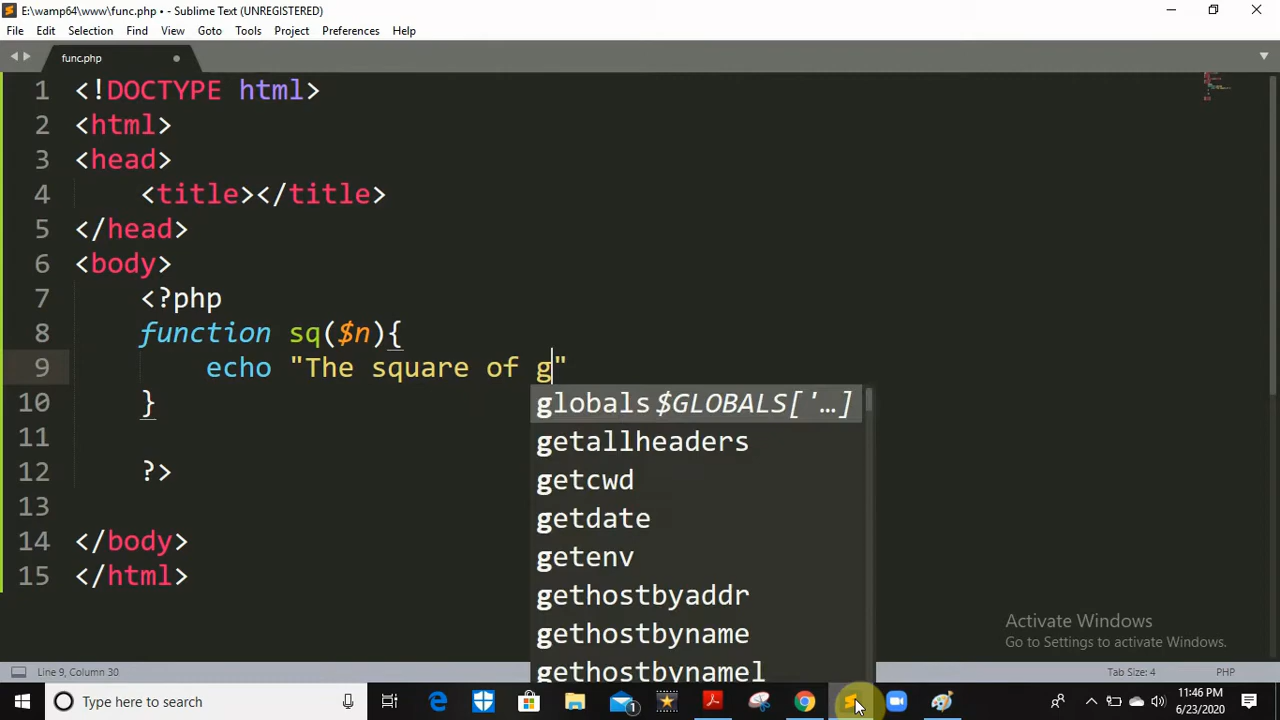 E:\wamp64\www\func.php • - Sublime Text (UNREGISTERED)
File Edit Selection Find View Goto Tools Project Preferences Help
func.php
1 <!DOCTYPE html>
2 <html>
3 <head>
4 <title></title>
5 </head>
6 <body>
7 <?php
8 function sq($n){
9 echo "The square of g"
10 }
11
12 ?>
13
14 </body>
15 </html>
globals $GLOBALS['…]
getallheaders
getcwd
getdate
getenv
gethostbyaddr
gethostbyname
gethostbynamel
Activate Windows
Go to Settings to activate Windows.
Line 9, Column 30
Tab Size: 4
PHP
Type here to search
1
11:46 PM
6/23/2020